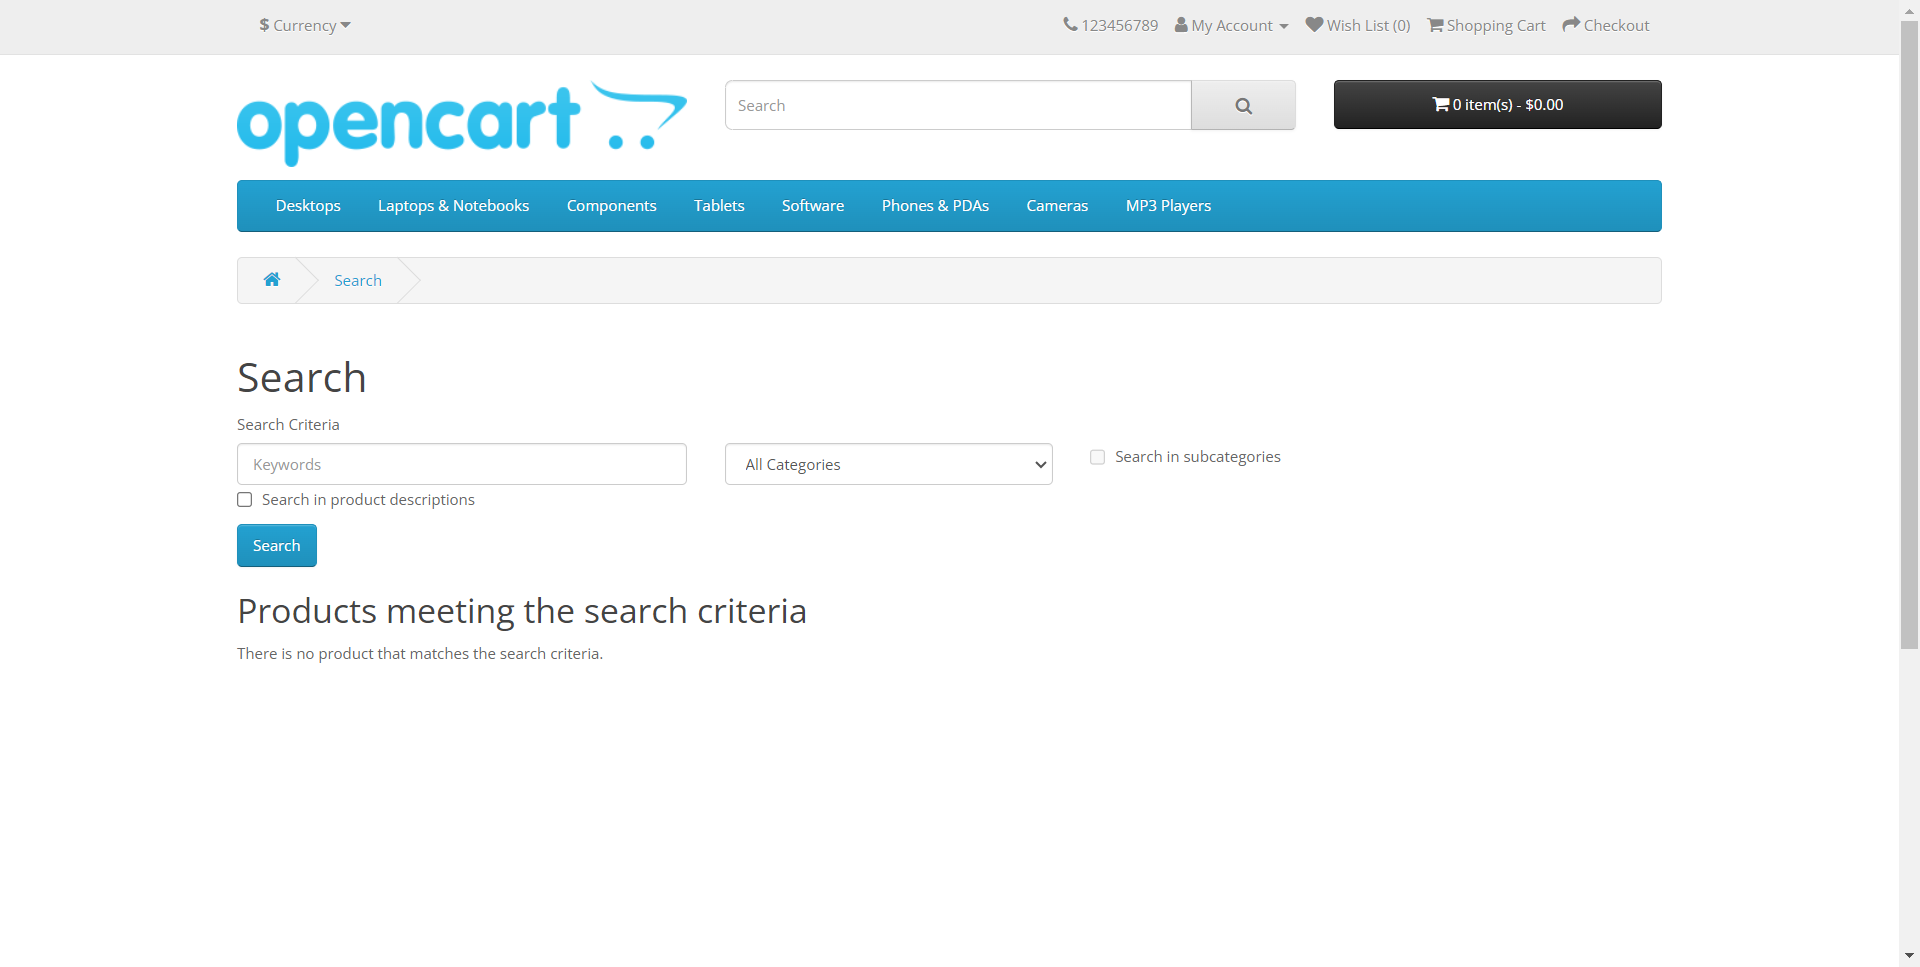 $ Currency
123456789 My Account Wish List (0) Shopping Cart Checkout
opencart
Search
0 item(s) - $0.00
Desktops Laptops & Notebooks Components Tablets Software Phones & PDAs Cameras MP3 Players
Search
Search
Search Criteria
Keywords
All Categories
Search in subcategories
Search in product descriptions
Search
Products meeting the search criteria
There is no product that matches the search criteria.